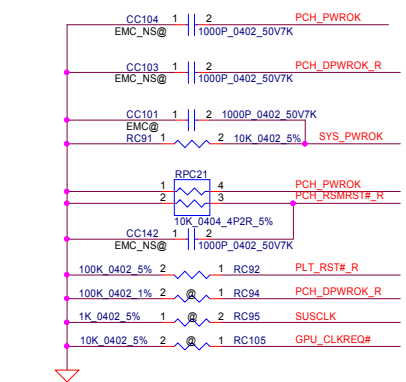 CC104 1 2 PCH_PWROK
EMC_NS@ 1000P_0402_50V7K
CC103 1 2 PCH_DPWROK_R
EMC_NS@ 1000P_0402_50V7K
CC101 1 2 1000P_0402_50V7K
EMC@
RC91 1 2 10K_0402_5% SYS_PWROK
RPC21
1 4 PCH_PWROK
2 3 PCH_RSMRST#_R
10K_0404_4P2R_5%
CC142 1 2
EMC_NS@ 1000P_0402_50V7K
100K_0402_5% 2 1 RC92 PLT_RST#_R
100K_0402_1% 2 @ 1 RC94 PCH_DPWROK_R
1K_0402_5% 1 @ 2 RC95 SUSCLK
10K_0402_5% 2 @ 1 RC105 GPU_CLKREQ#